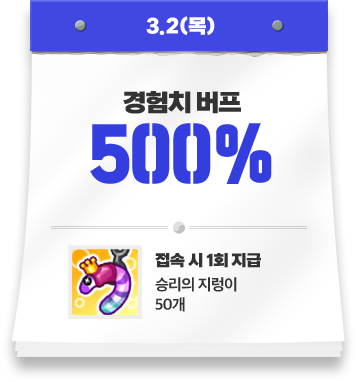 3.2(목)
경험치 버프
500%
접속 시 1회 지급
승리의 지렁이
50개